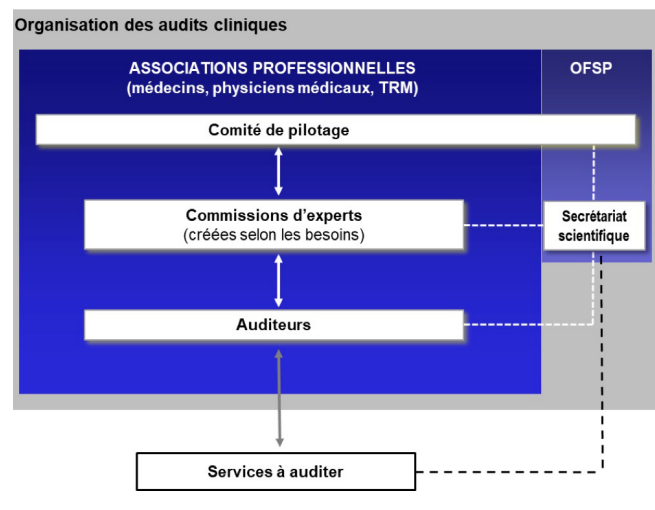 Organisation des audits cliniques
ASSOCIATIONS PROFESSIONNELLES
(médecins, physiciens médicaux, TRM)
OFSP
Comité de pilotage
Commissions d'experts
(créées selon les besoins)
Secrétariat
scientifique
Auditeurs
Services à auditer